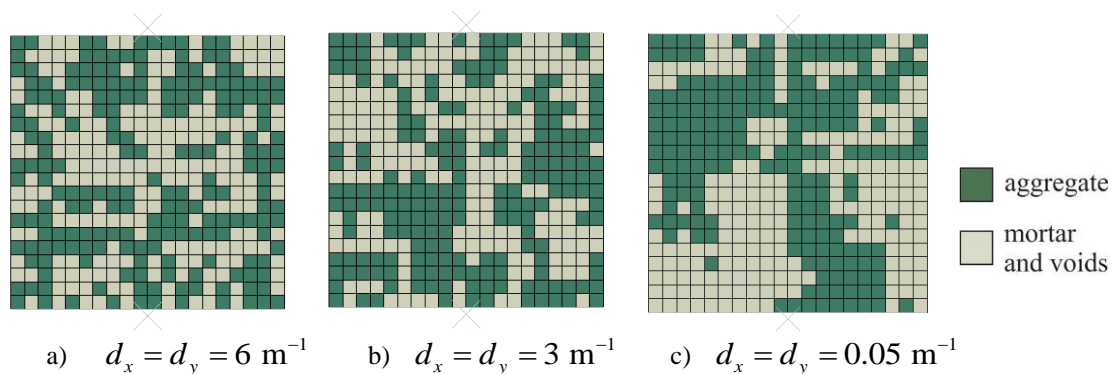 aggregate
mortar
and voids
a) d_x = d_y = 6 m⁻¹
b) d_x = d_y = 3 m⁻¹
c) d_x = d_y = 0.05 m⁻¹